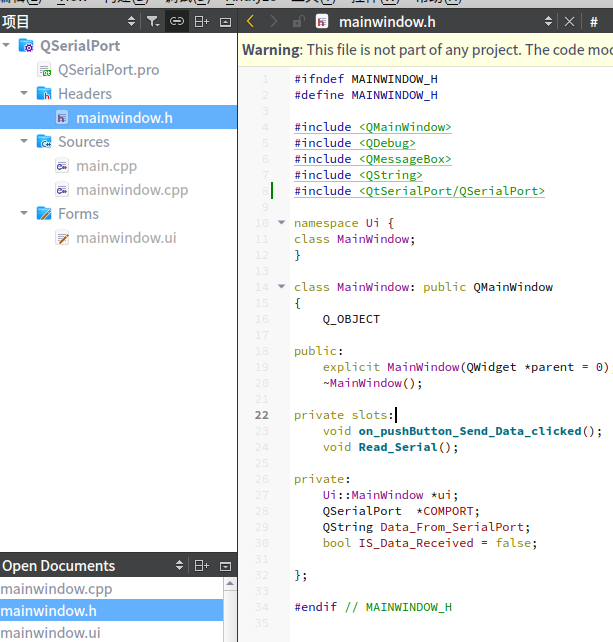 项目
mainwindow.h
#
QSerialPort
QSerialPort.pro
Headers
mainwindow.h
Sources
main.cpp
mainwindow.cpp
Forms
mainwindow.ui
Open Documents
mainwindow.cpp
mainwindow.h
mainwindow.ui
Warning: This file is not part of any project. The code
1 #ifndef MAINWINDOW_H
2 #define MAINWINDOW_H
3
4 #include <QMainWindow>
5 #include <QDebug>
6 #include <QMessageBox>
7 #include <QString>
8 #include <QtSerialPort/QSerialPort>
9
10 namespace Ui {
11 class MainWindow;
12 }
13
14 class MainWindow: public QMainWindow
15 {
16 Q_OBJECT
17
18 public:
19 explicit MainWindow(QWidget *parent = 0)
20 ~MainWindow();
21
22 private slots:
23 void on_pushButton_Send_Data_clicked();
24 void Read_Serial();
25
26 private:
27 Ui::MainWindow *ui;
28 QSerialPort *COMPORT;
29 QString Data_From_SerialPort;
30 bool IS_Data_Received = false;
31
32 };
33
34 #endif // MAINWINDOW_H
35